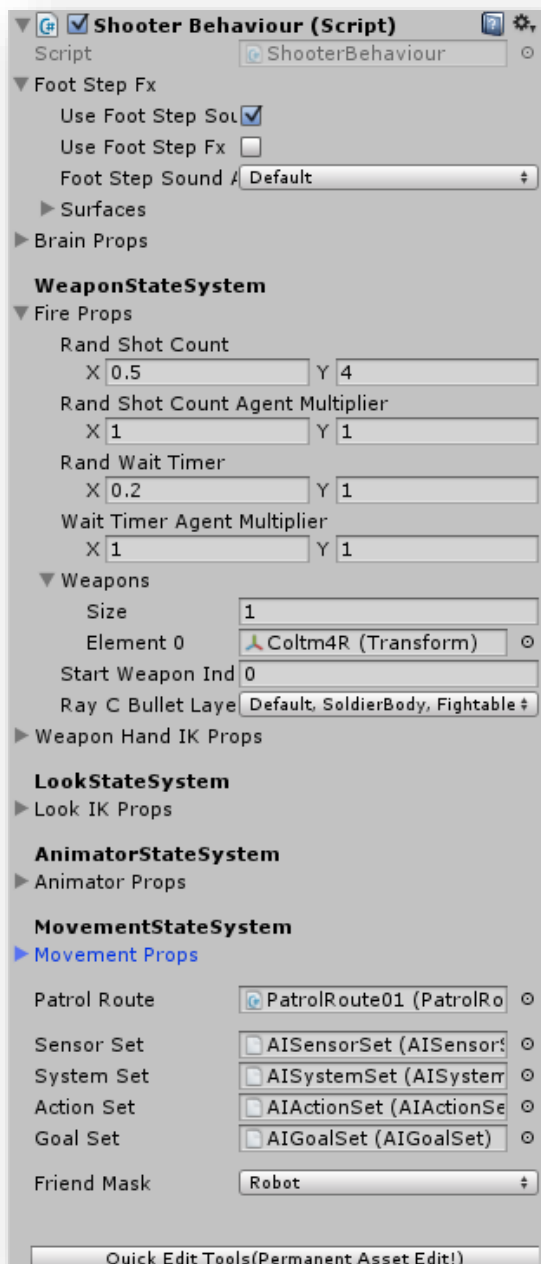 Shooter Behaviour (Script)
Script ShooterBehaviour
Foot Step Fx
Use Foot Step Sou
Use Foot Step Fx
Foot Step Sound A Default
Surfaces
Brain Props
WeaponStateSystem
Fire Props
Rand Shot Count
X 0.5 Y 4
Rand Shot Count Agent Multiplier
X 1 Y 1
Rand Wait Timer
X 0.2 Y 1
Wait Timer Agent Multiplier
X 1 Y 1
Weapons
Size 1
Element 0 Coltm4R (Transform)
Start Weapon Ind 0
Ray C Bullet Laye Default, SoldierBody, Fightable
Weapon Hand IK Props
LookStateSystem
Look IK Props
AnimatorStateSystem
Animator Props
MovementStateSystem
Movement Props
Patrol Route PatrolRoute01 (PatrolRo
Sensor Set AISensorSet (AISensorS
System Set AISystemSet (AISystem
Action Set AIActionSet (AIActionSe
Goal Set AIGoalSet (AIGoalSet)
Friend Mask Robot
Quick Edit Tools(Permanent Asset Edit!)